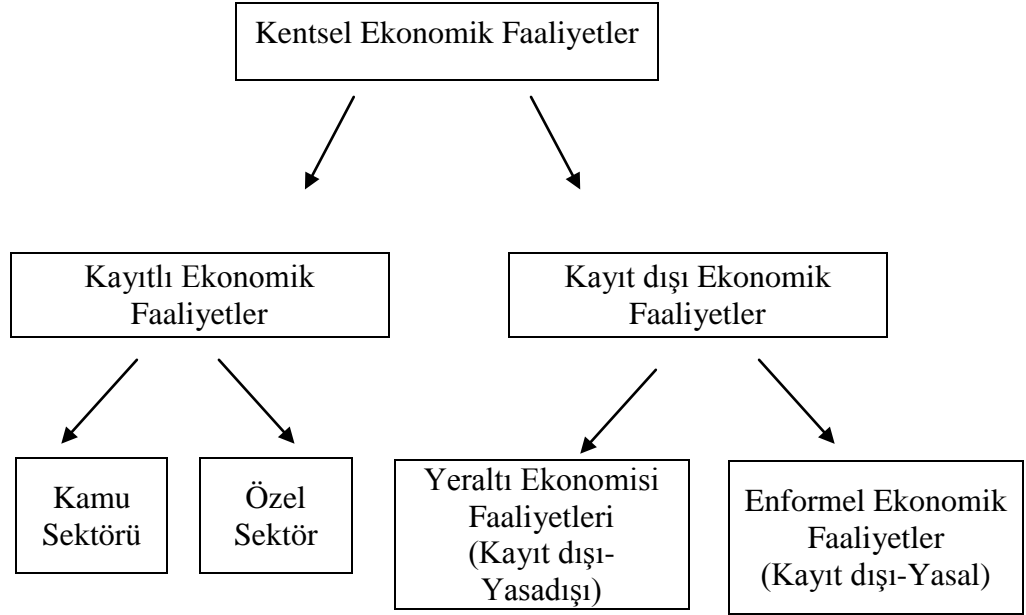 Kentsel Ekonomik Faaliyetler
Kayıtlı Ekonomik
Faaliyetler
Kayıt dışı Ekonomik
Faaliyetler
Kamu
Sektörü
Özel
Sektör
Yeraltı Ekonomisi
Faaliyetleri
(Kayıt dışı-
Yasadışı)
Enformel Ekonomik
Faaliyetler
(Kayıt dışı-Yasal)